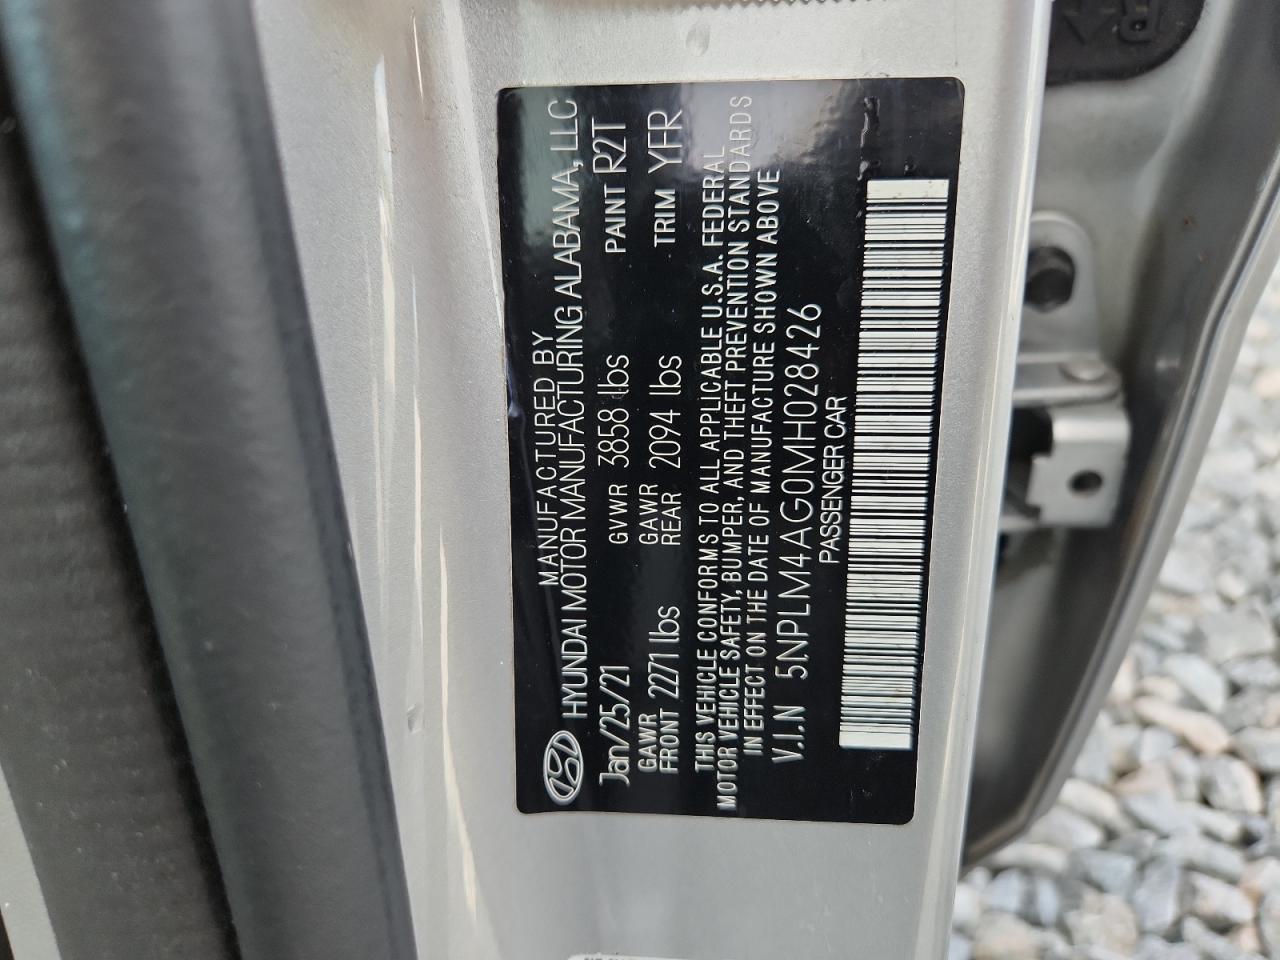 MANUFACTURED BY
HYUNDAI MOTOR MANUFACTURING ALABAMA, LLC
Jan/25/21 GVWR 3858 lbs PAINT R2T
GAWR FRONT 2271 lbs GAWR REAR 2094 lbs TRIM YFR
THIS VEHICLE CONFORMS TO ALL APPLICABLE U.S.A. FEDERAL
MOTOR VEHICLE SAFETY, BUMPER, AND THEFT PREVENTION STANDARDS
IN EFFECT ON THE DATE OF MANUFACTURE SHOWN ABOVE
V.I.N 5NPLM4AG0MH028426
PASSENGER CAR
R